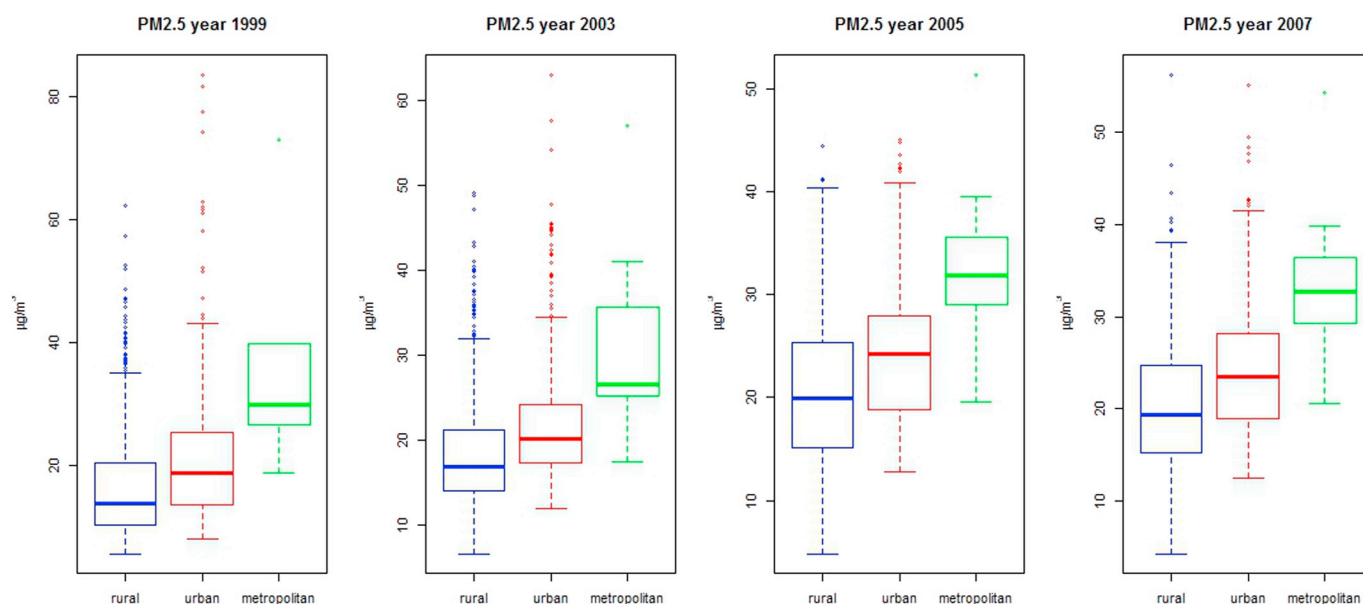 PM2.5 year 1999
PM2.5 year 2003
PM2.5 year 2005
PM2.5 year 2007
µg/m³
80
60
40
20
rural urban metropolitan
µg/m³
60
50
40
30
20
10
rural urban metropolitan
µg/m³
50
40
30
20
10
rural urban metropolitan
µg/m³
50
40
30
20
10
rural urban metropolitan